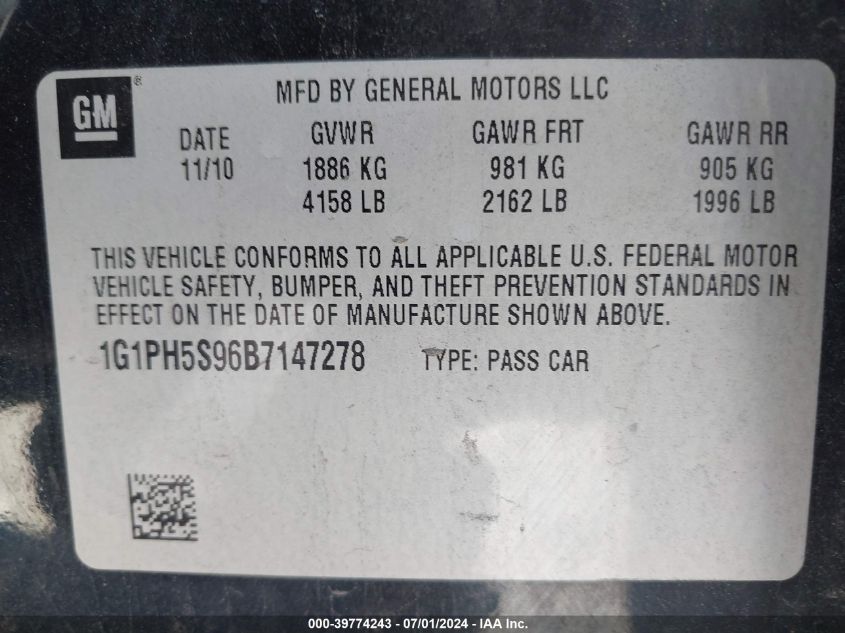 GM ®
MFD BY GENERAL MOTORS LLC
DATE GVWR GAWR FRT GAWR RR
11/10 1886 KG 981 KG 905 KG
4158 LB 2162 LB 1996 LB
THIS VEHICLE CONFORMS TO ALL APPLICABLE U.S. FEDERAL MOTOR
VEHICLE SAFETY, BUMPER, AND THEFT PREVENTION STANDARDS IN
EFFECT ON THE DATE OF MANUFACTURE SHOWN ABOVE.
1G1PH5S96B7147278 TYPE: PASS CAR
000-39774243 - 07/01/2024 - IAA Inc.